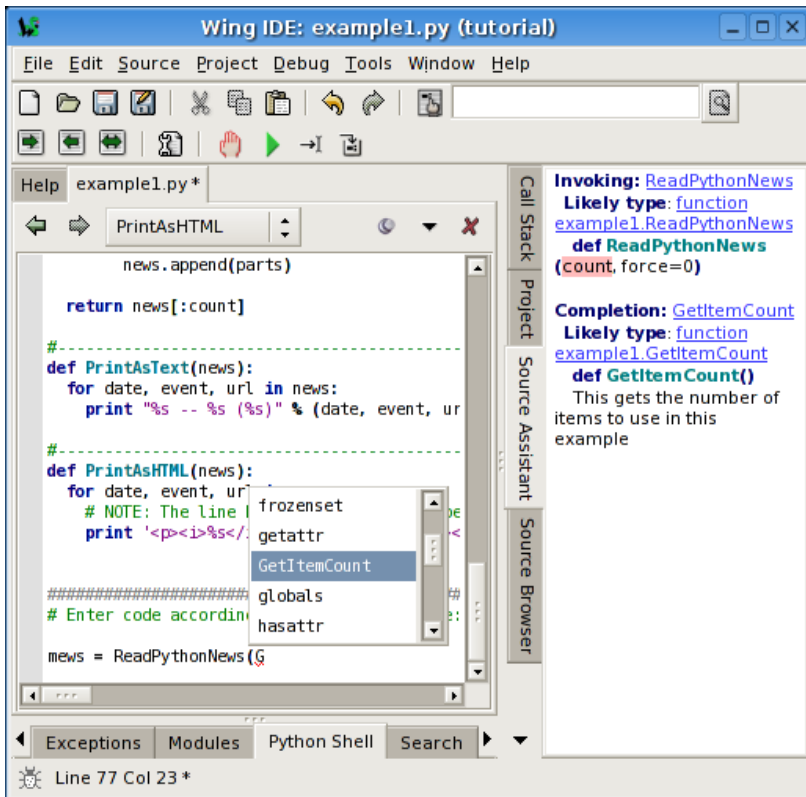 Wing IDE: example1.py (tutorial)
File Edit Source Project Debug Tools Window Help
Help example1.py*
PrintAsHTML
news.append(parts)
return news[:count]
#-------------------------------------------
def PrintAsText(news):
for date, event, url in news:
print "%s -- %s (%s)" % (date, event, ur
#-------------------------------------------
def PrintAsHTML(news):
for date, event, url
# NOTE: The line
print '<p><i>%s</
###########################
# Enter code accordin
mews = ReadPythonNews(G
frozenset
getattr
GetItemCount
globals
hasattr
Call Stack
Project
Source Assistant
Source Browser
Invoking: ReadPythonNews
Likely type: function
example1.ReadPythonNews
def ReadPythonNews
(count, force=0)
Completion: GetItemCount
Likely type: function
example1.GetItemCount
def GetItemCount()
This gets the number of
items to use in this
example
Exceptions Modules Python Shell Search
Line 77 Col 23 *